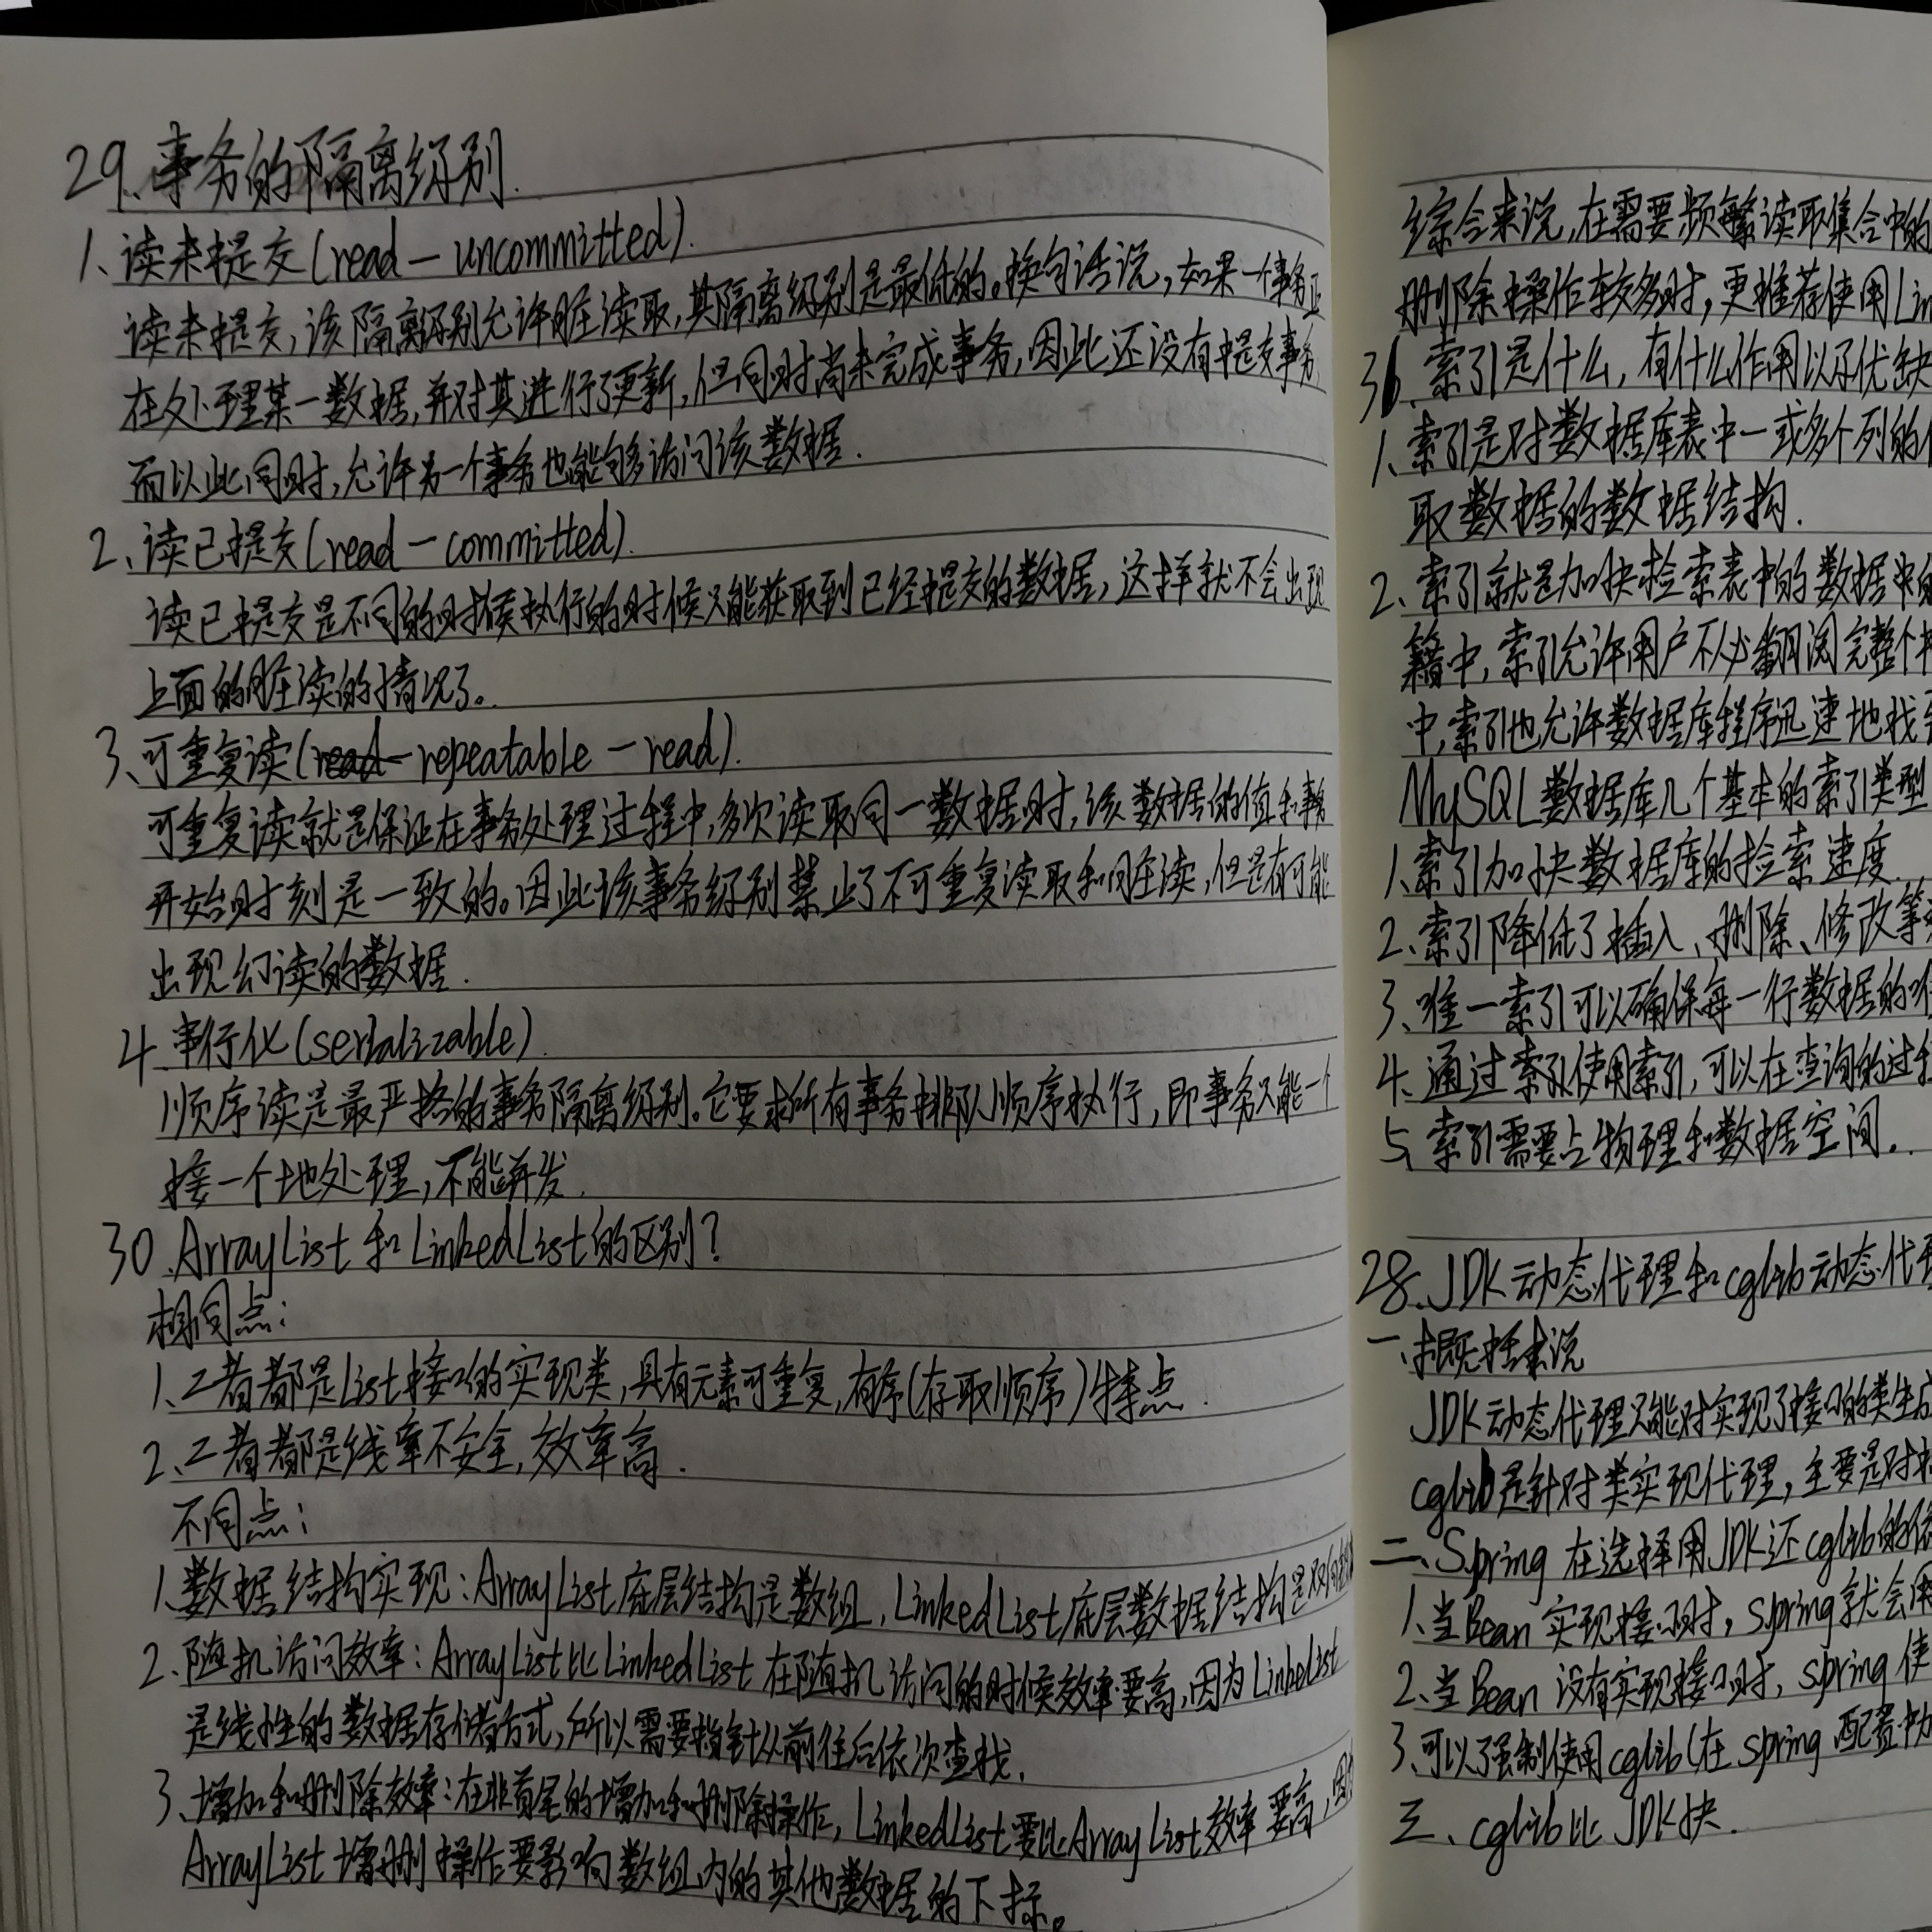 29.事务的隔离级别.
1、读未提交(read-uncommitted).
读未提交,该隔离级别允许脏读取,其隔离级别是最低的。换句话说,如果一个事务正
在处理某一数据,并对其进行了更新,但同时尚未完成事务,因此还没有提交事务
而以此同时,允许另一个事务也能够多访问该数据.
2、读已提交(read-committed).
读已提交是不同的时候执行的时候只能获取到已经提交的数据,这样就不会出现
上面的脏读的情况了。
3、可重复读(repeatable-read).
可重复读就是保证在事务处理过程中,多次读取同一数据时,该数据的值和事务
开始时刻是一致的。因此该事务级别禁止了不可重复读取和脏读,但是有可能
出现幻读的数据.
4.串行化(serializable).
顺序读是最严格的事务隔离级别。它要求所有事务排队顺序执行,即事务只能一个
接一个地处理,不能并发.
30.ArrayList和LinkedList的区别?
相同点:
1、二者都是List接口的实现类,具有元素可重复,有序(存取顺序)特点.
2、二者都是线率不安全,效率高.
不同点:
1、数据结构实现:ArrayList底层结构是数组,LinkedList底层数据结构是双向链
2、随机访问效率:ArrayList比LinkedList在随机访问的时候效率要高,因为LinkeList
是线性的数据存储方式,所以需要指针从前往后依次查找.
3、增加和删除效率:在非首尾的增加和删除操作,LinkedList要比ArrayList效率要高,因
ArrayList增删操作要影响数组内的其他数据的下标。
综合来说,在需要频繁读取集合中的
删除操作较多时,更推荐使用Lin
36、索引是什么,有什么作用以及优缺
1、索引是对数据库表中一或多个列的
取数据的数据结构.
2、索引就是加快检索表中的数据
籍中,索引允许用户不必翻阅完整个
中,索引也允许数据库程序迅速地找
MySQL数据库几个基本的索引类型
1、索引加快数据库的检索速度.
2、索引降低了插入、删除、修改等
3、唯一索引可以确保每一行数据的唯
4、通过索引使用索引,可以在查询的过程
5、索引需要占物理和数据空间.
28、JDK动态代理和cglib动态代理
一、概括来说
JDK动态代理只能对实现了接口的类生成
cglib是针对类实现代理,主要是对
二、Spring在选择用JDK还cglib的
1、当Bean实现接口时,Spring就会用
2、当Bean没有实现接口时,Spring使
3、可以强制使用cglib(在Spring配置中加
三、cglib比JDK快.